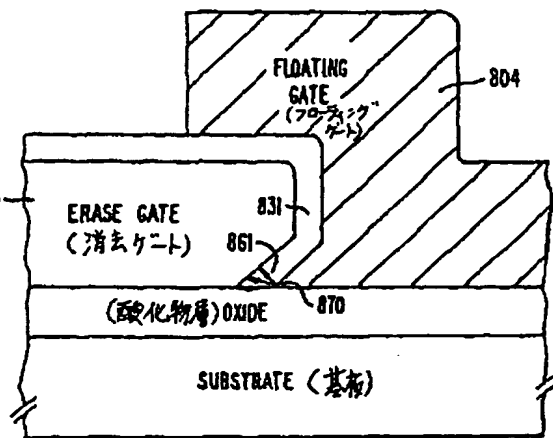 FLOATING
GATE
(フローティング
ゲート)
804
ERASE GATE
(消去ゲート)
831
861
870
(酸化物層) OXIDE
SUBSTRATE (基板)